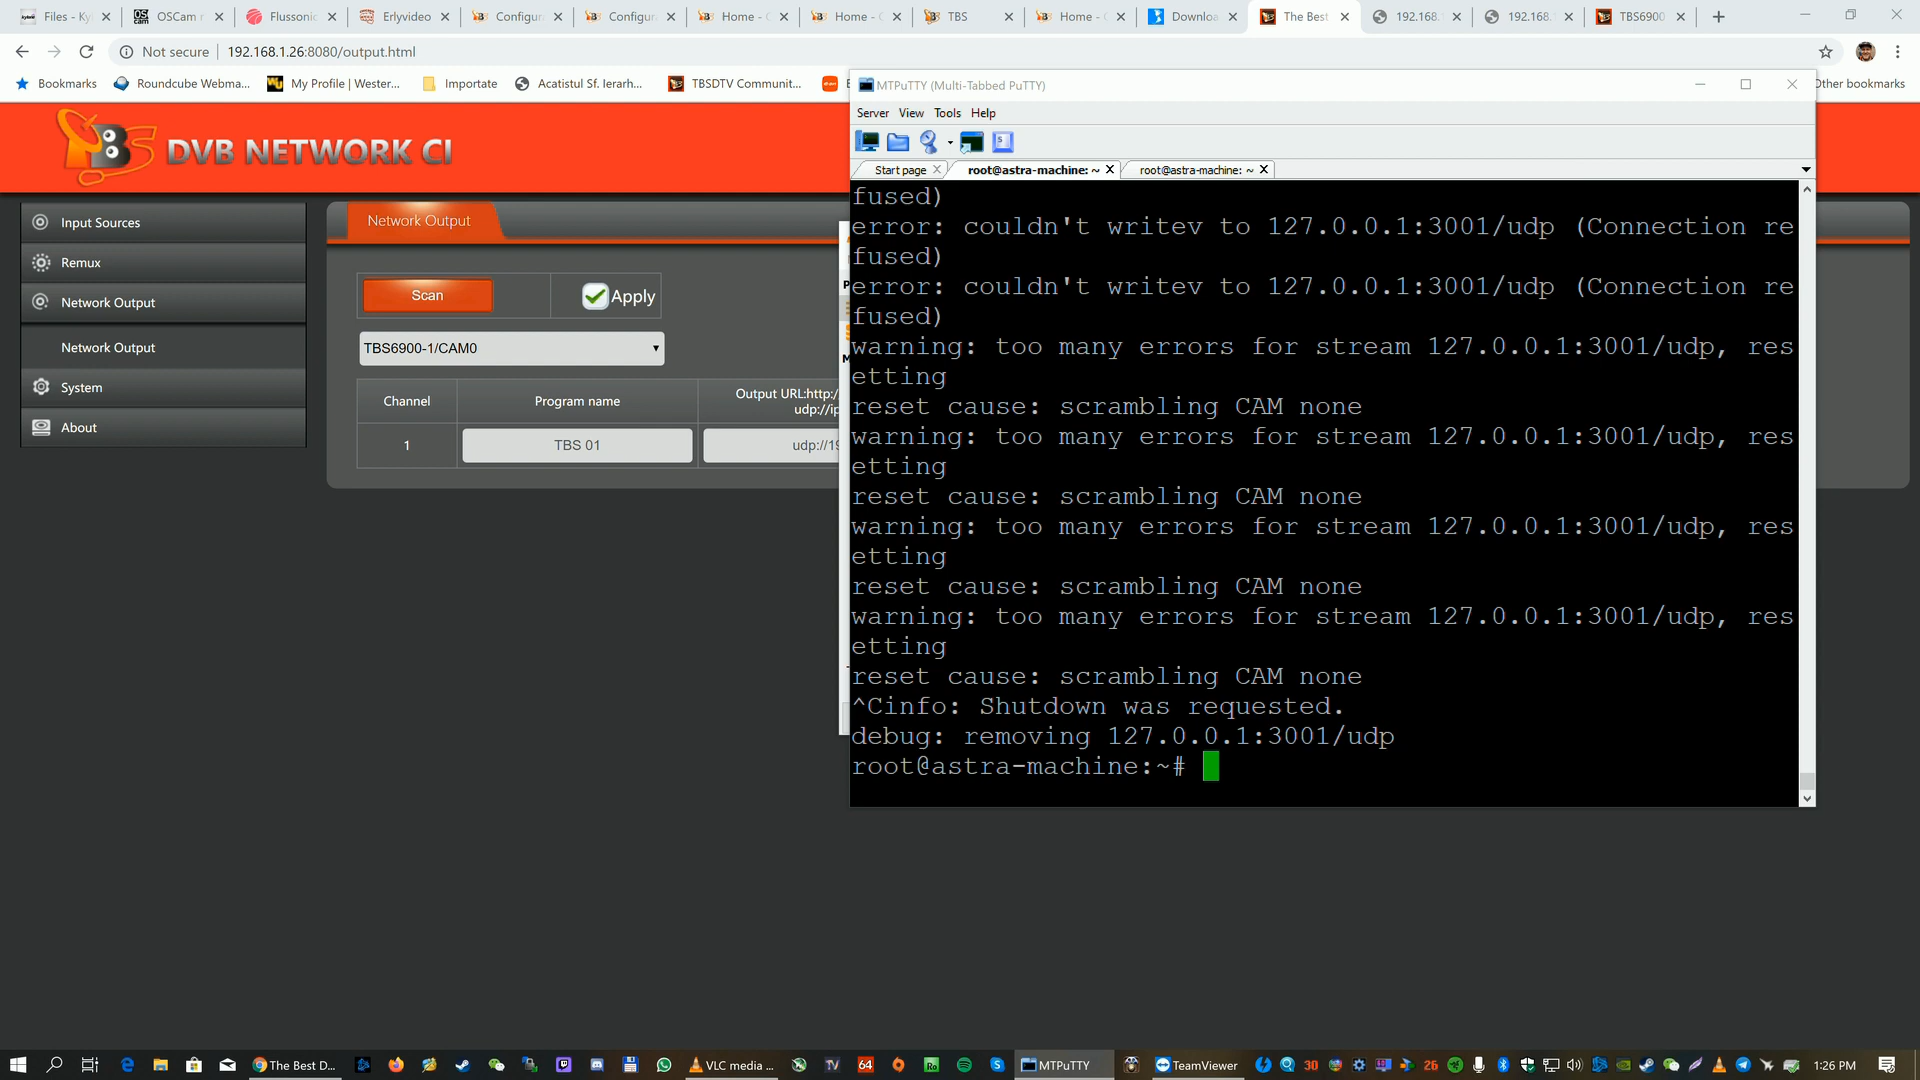 Files - Ky
OSCam r
Flussonic
Erlyvideo
Configur
Configura
Home - C
Home - C
TBS
Home - C
Downloa
The Best
192.168.
192.168.
TBS6900
Not secure
192.168.1.26:8080/output.html
Bookmarks
Roundcube Webma...
My Profile | Wester...
Importate
Acatistul Sf. Ierarh...
TBSDTV Communit...
Other bookmarks
MTPuTTY (Multi-Tabbed PuTTY)
Server View Tools Help
Start page
root@astra-machine: ~
root@astra-machine: ~
DVB NETWORK CI
Input Sources
Remux
Network Output
Network Output
System
About
Network Output
Scan
Apply
TBS6900-1/CAM0
Channel
Program name
Output URL:http:/
udp://ip
1
TBS 01
udp://19
fused)
error: couldn't writev to 127.0.0.1:3001/udp (Connection re
fused)
error: couldn't writev to 127.0.0.1:3001/udp (Connection re
fused)
warning: too many errors for stream 127.0.0.1:3001/udp, res
etting
reset cause: scrambling CAM none
warning: too many errors for stream 127.0.0.1:3001/udp, res
etting
reset cause: scrambling CAM none
warning: too many errors for stream 127.0.0.1:3001/udp, res
etting
reset cause: scrambling CAM none
warning: too many errors for stream 127.0.0.1:3001/udp, res
etting
reset cause: scrambling CAM none
^Cinfo: Shutdown was requested.
debug: removing 127.0.0.1:3001/udp
root@astra-machine:~#
The Best D...
VLC media ...
TV
64
Ro
MTPuTTY
TeamViewer
30
26
1:26 PM